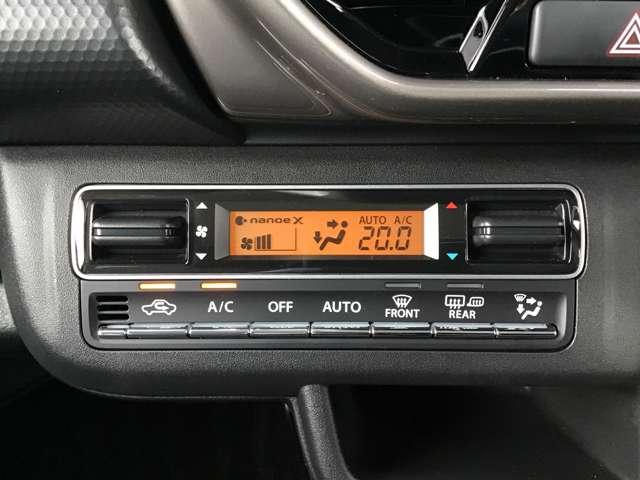 nanoe X
AUTO A/C
20.0
A/C OFF AUTO FRONT REAR